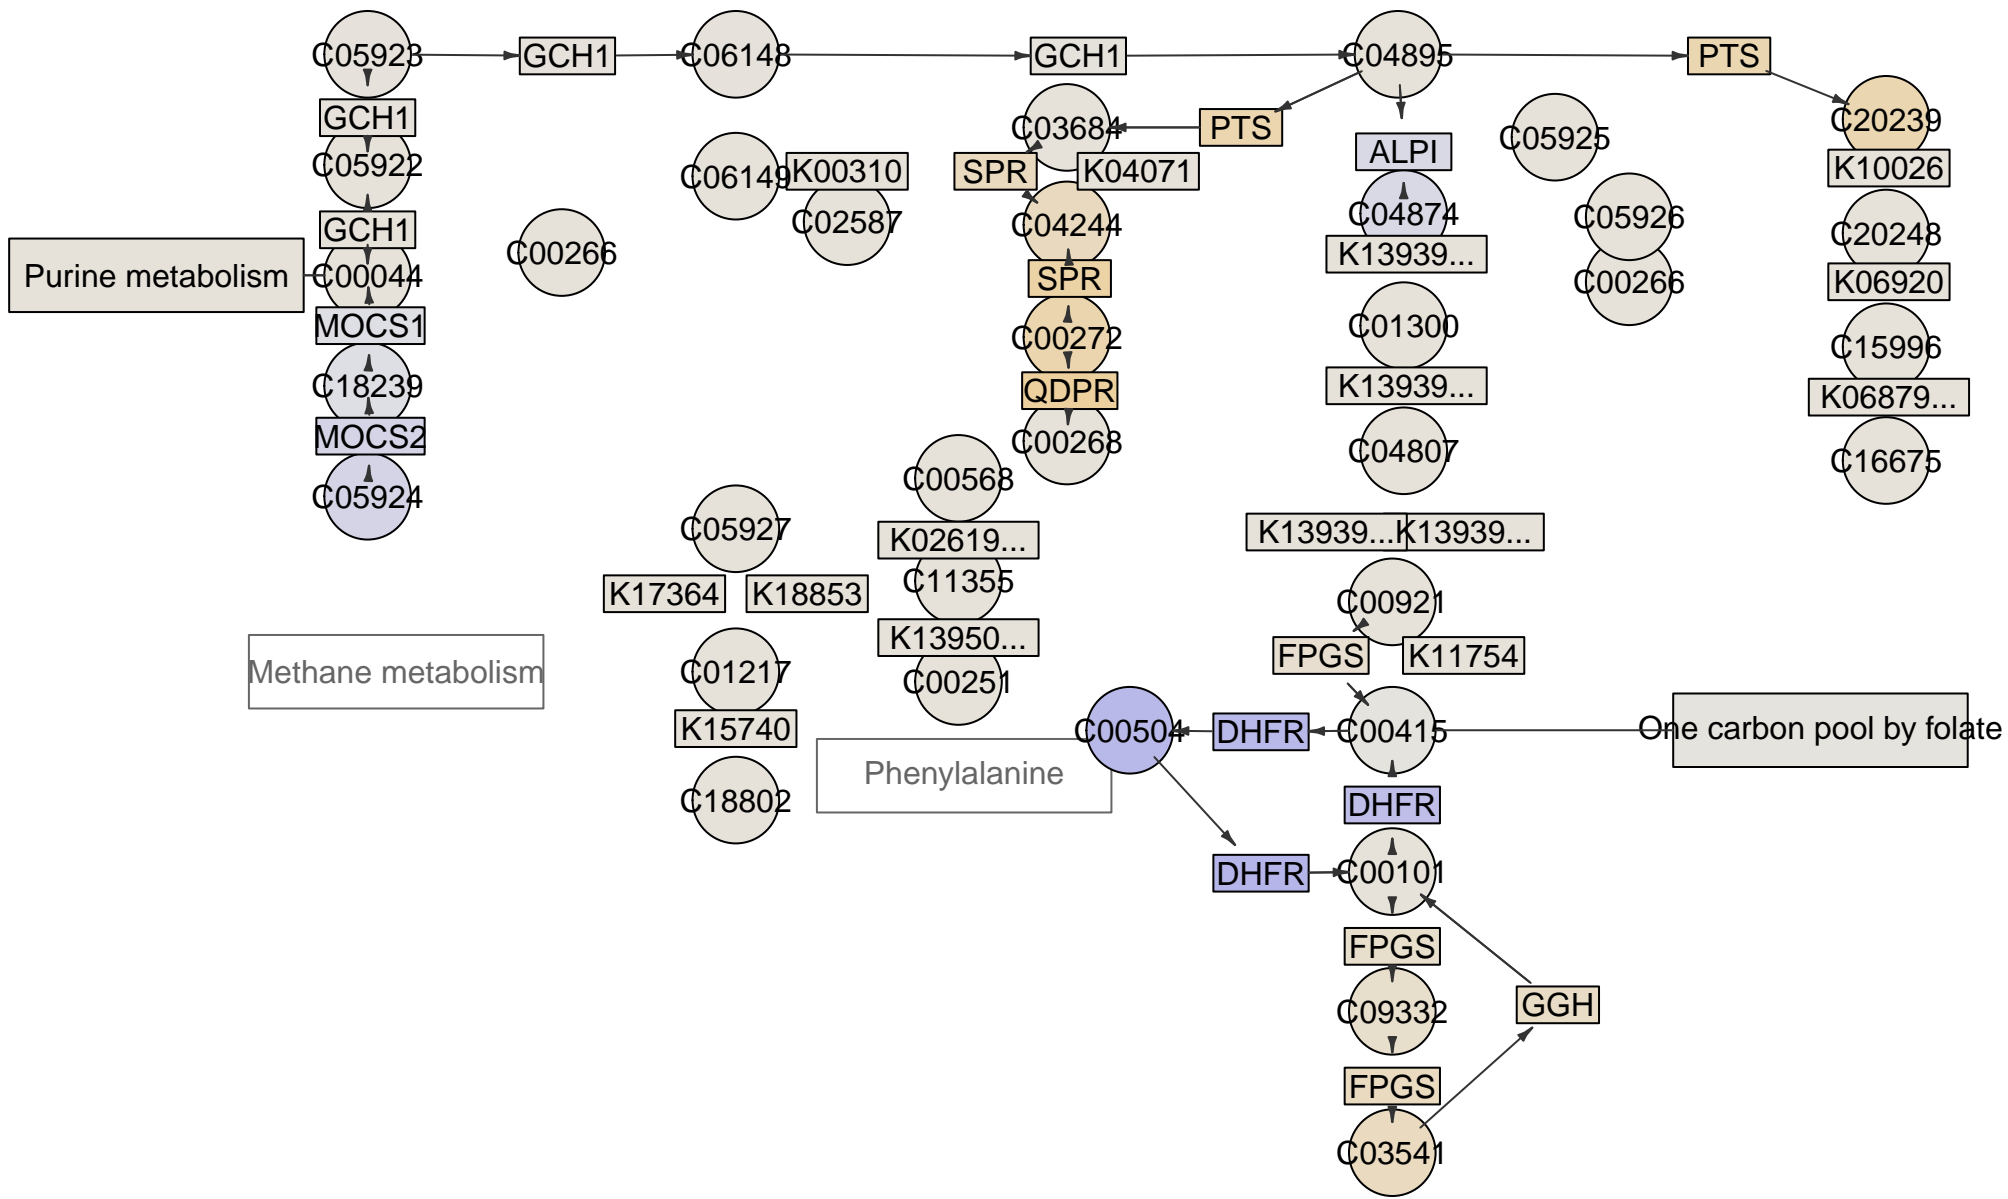 C05923
GCH1
C06148
GCH1
C04895
PTS
GCH1
C03684
PTS
C20239
C05922
C06149
K00310
SPR
K04071
ALPI
C05925
K10026
GCH1
C02587
C04244
C04874
C05926
C20248
Purine metabolism
C00044
C00266
SPR
K13939...
C00266
K06920
MOCS1
C00272
C01300
C15996
C18239
QDPR
K13939...
K06879...
MOCS2
C00268
C04807
C16675
C05924
C00568
C05927
K02619...
K13939...
K13939...
K17364
K18853
C11355
C00921
Methane metabolism
C01217
K13950...
FPGS
K11754
C00251
K15740
C00504
DHFR
C00415
One carbon pool by folate
Phenylalanine
C18802
DHFR
DHFR
C00101
FPGS
C09332
GGH
FPGS
C03541